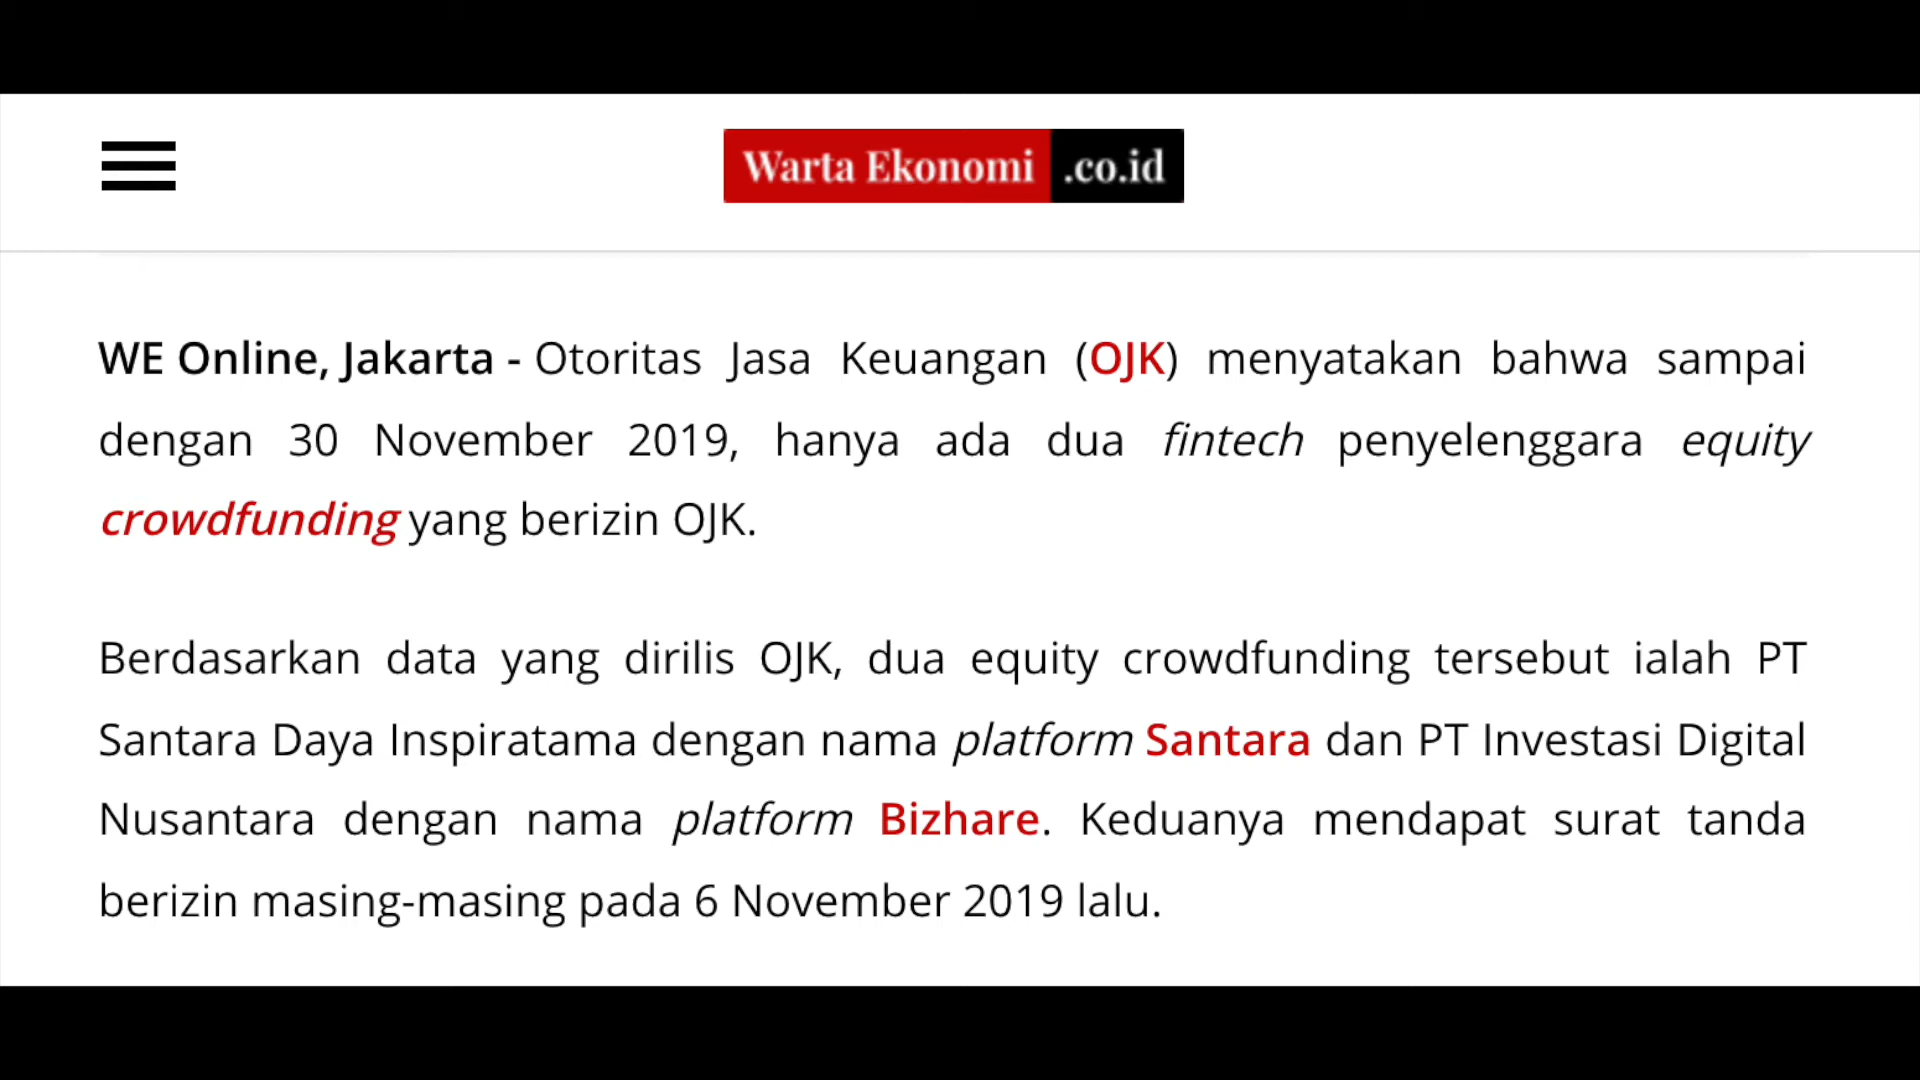 Warta Ekonomi .co.id
WE Online, Jakarta - Otoritas Jasa Keuangan (OJK) menyatakan bahwa sampai
dengan 30 November 2019, hanya ada dua fintech penyelenggara equity
crowdfunding yang berizin OJK.
Berdasarkan data yang dirilis OJK, dua equity crowdfunding tersebut ialah PT
Santara Daya Inspiratama dengan nama platform Santara dan PT Investasi Digital
Nusantara dengan nama platform Bizhare. Keduanya mendapat surat tanda
berizin masing-masing pada 6 November 2019 lalu.